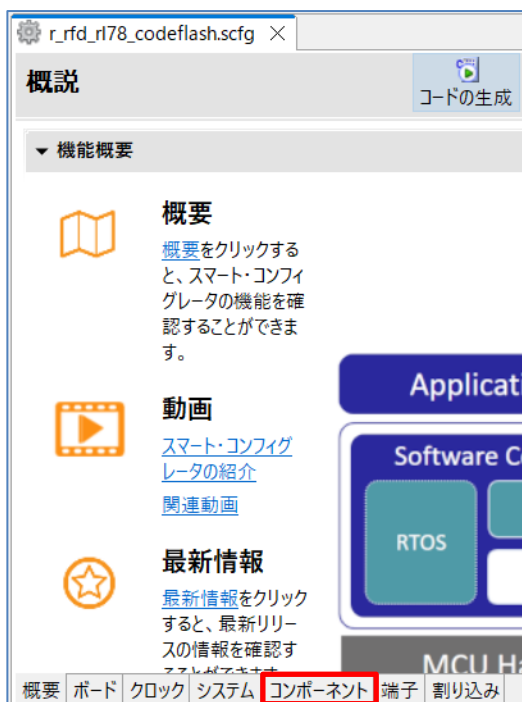 r_rfd_rl78_codeflash.scfg
概説
コードの生成
機能概要
概要
概要をクリックする
と、スマート・コンフィ
グレータの機能を確
認することができま
す。
動画
スマート・コンフィグ
レータの紹介
関連動画
最新情報
最新情報をクリック
すると、最新リリー
スの情報を確認す
Applicati
Software Co
RTOS
MCU Ha
概要 ボード クロック システム コンポーネント 端子 割り込み